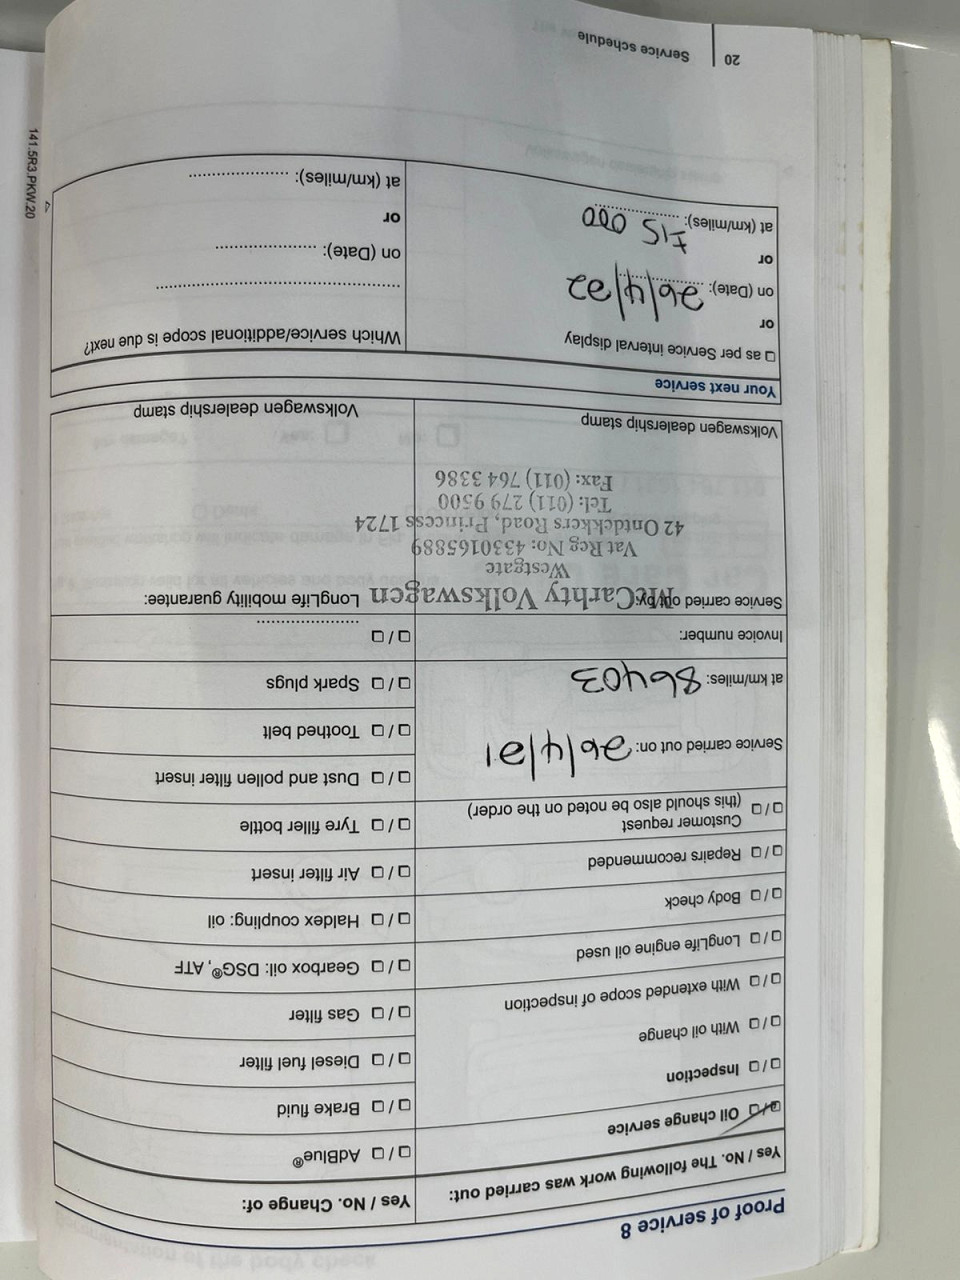 Proof of service 8
Yes / No. The following work was carried out:
Oil change service
Inspection
With oil change
With extended scope of inspection
LongLife engine oil used
Body check
Repairs recommended
Customer request
(this should also be noted on the order)
Service carried out on: 26/4/21
at km/miles: 86403
Invoice number:
Service carried out by:
McCarhty Volkswagen
Westgate
Vat Reg No: 4330165889
42 Ontdekkers Road, Princess 1724
Tel: (011) 279 9500
Fax: (011) 764 3386
Volkswagen dealership stamp
Yes / No. Change of:
AdBlue®
Brake fluid
Diesel fuel filter
Gas filter
Gearbox oil: DSG®, ATF
Haldex coupling: oil
Air filter insert
Tyre filler bottle
Dust and pollen filter insert
Toothed belt
Spark plugs
LongLife mobility guarantee:
Volkswagen dealership stamp
Your next service
as per Service interval display
or
on (Date): 26/4/22
or
at (km/miles): 000
Which service/additional scope is due next?
on (Date):
or
at (km/miles):
20 Service schedule
141.5R3.PKW.20